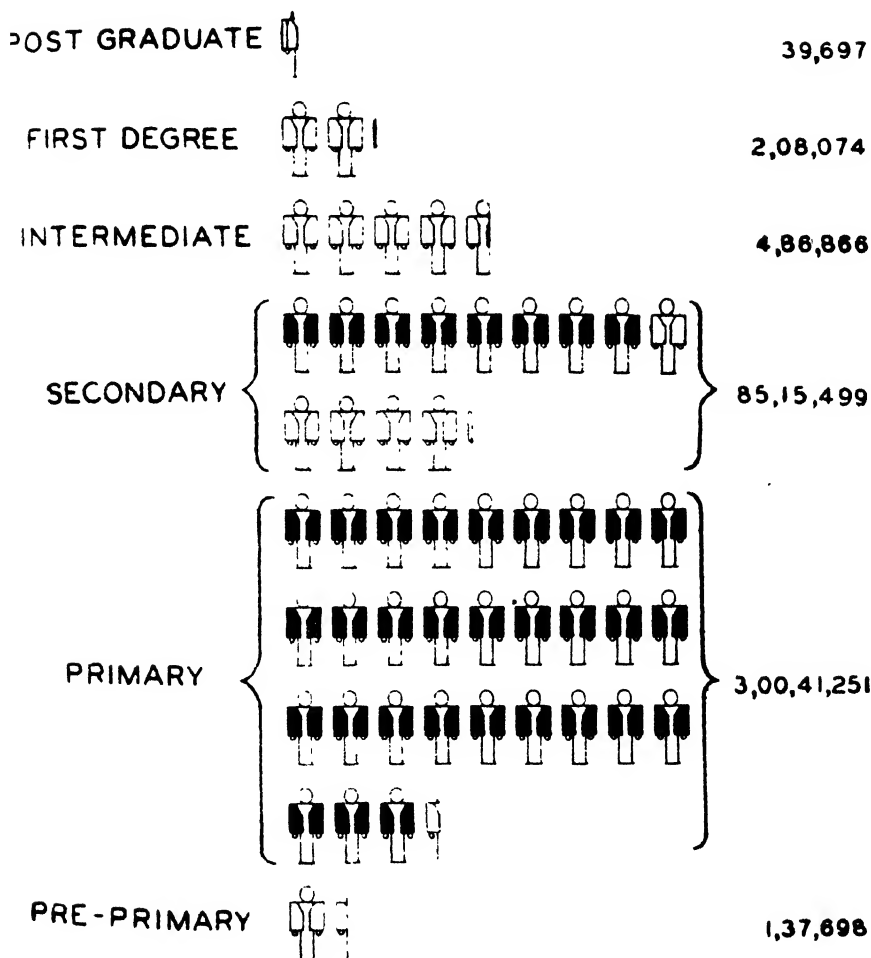 POST GRADUATE 39,697
FIRST DEGREE 2,08,074
INTERMEDIATE 4,86,866
SECONDARY 85,15,499
PRIMARY 3,00,41,251
PRE-PRIMARY 1,37,698